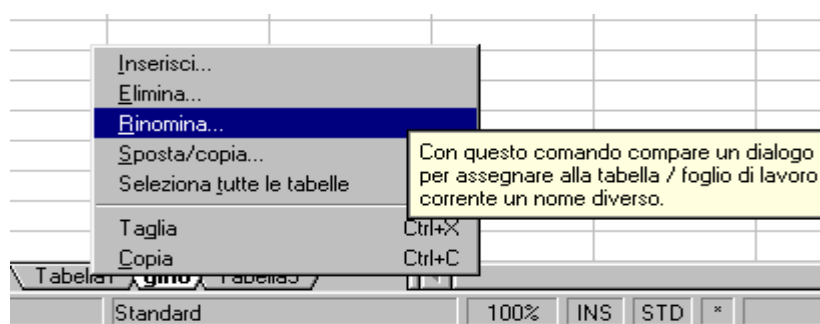 Inserisci...
Elimina...
Rinomina...
Sposta/copia...
Seleziona tutte le tabelle
Con questo comando compare un dialogo
per assegnare alla tabella / foglio di lavoro
corrente un nome diverso.
Taglia Ctrl+X
Copia Ctrl+C
Tabella1 gino Tabella3
Standard 100% INS STD *